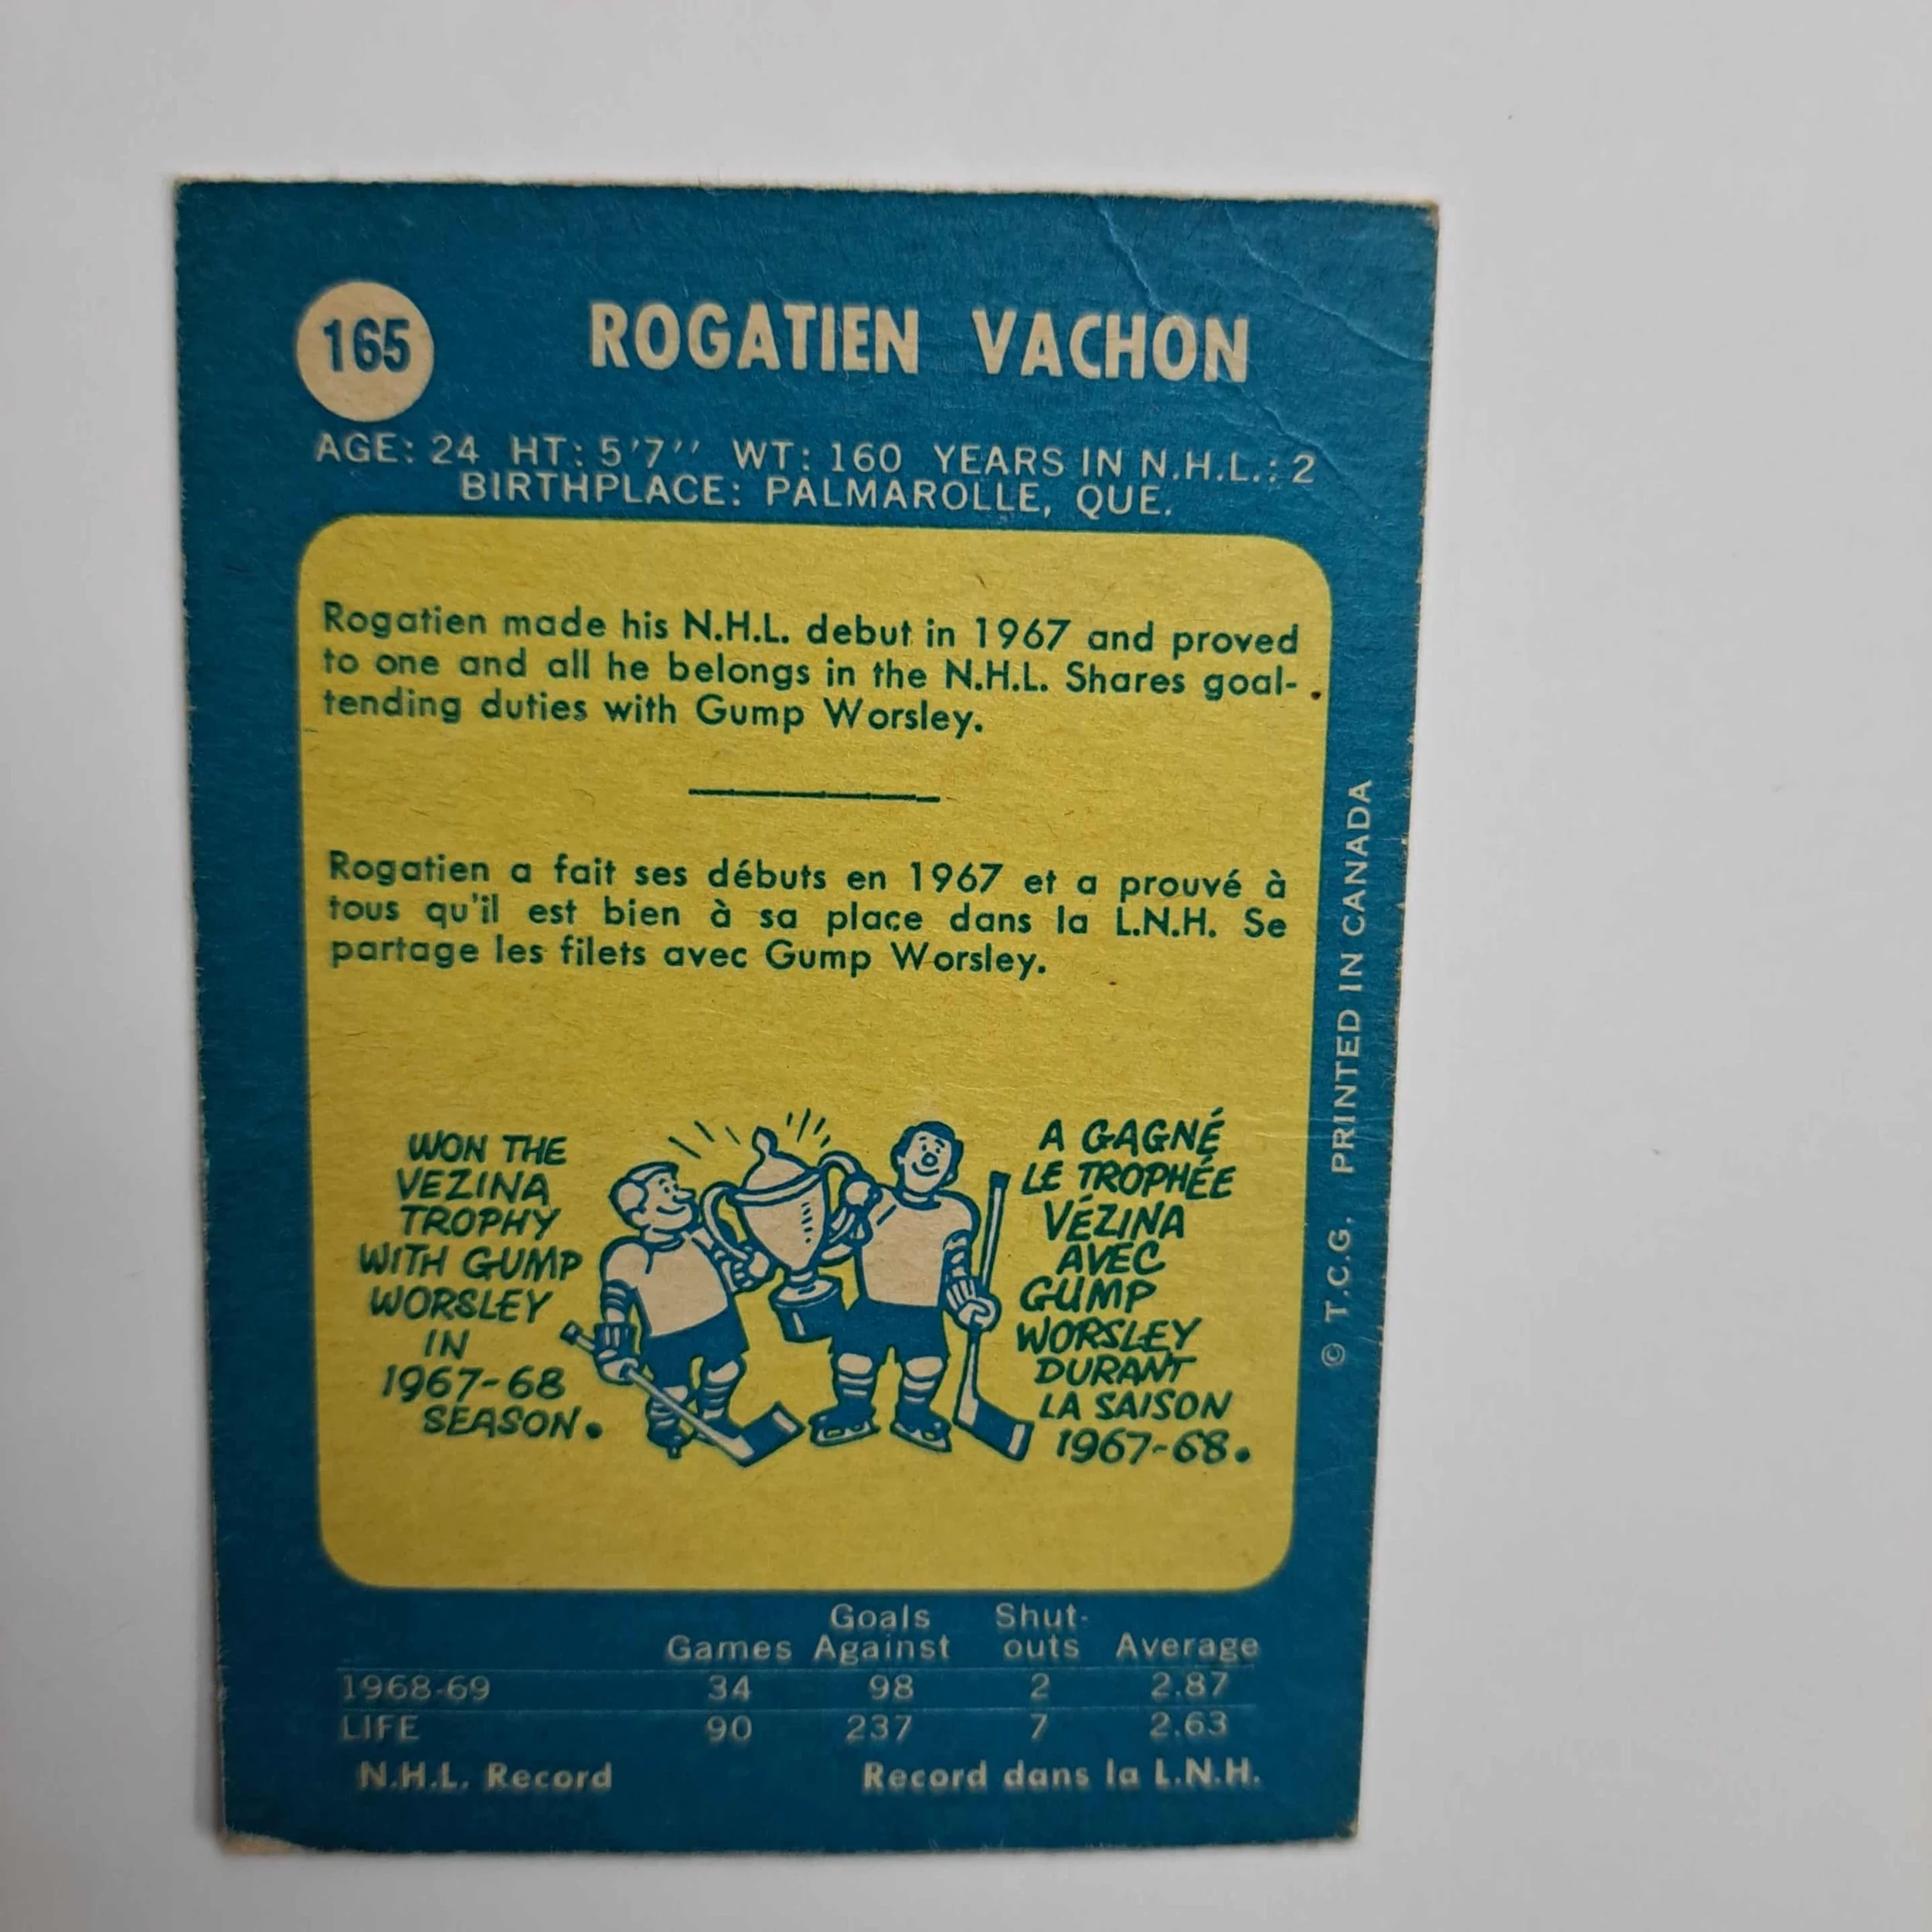 165
ROGATIEN VACHON
AGE: 24 HT: 5'7'' WT: 160 YEARS IN N.H.L.: 2
BIRTHPLACE: PALMAROLLE, QUE.
Rogatien made his N.H.L. debut in 1967 and proved
to one and all he belongs in the N.H.L. Shares goal-
tending duties with Gump Worsley.
Rogatien a fait ses débuts en 1967 et a prouvé à
tous qu'il est bien à sa place dans la L.N.H. Se
partage les filets avec Gump Worsley.
WON THE
VEZINA
TROPHY
WITH GUMP
WORSLEY
IN
1967-68
SEASON.
A GAGNÉ
LE TROPHÉE
VÉZINA
AVEC
GUMP
WORSLEY
DURANT
LA SAISON
1967-68.
© T.C.G. PRINTED IN CANADA
Goals Shut-
Games Against outs Average
1968-69 34 98 2 2.87
LIFE 90 237 7 2.63
N.H.L. Record Record dans la L.N.H.